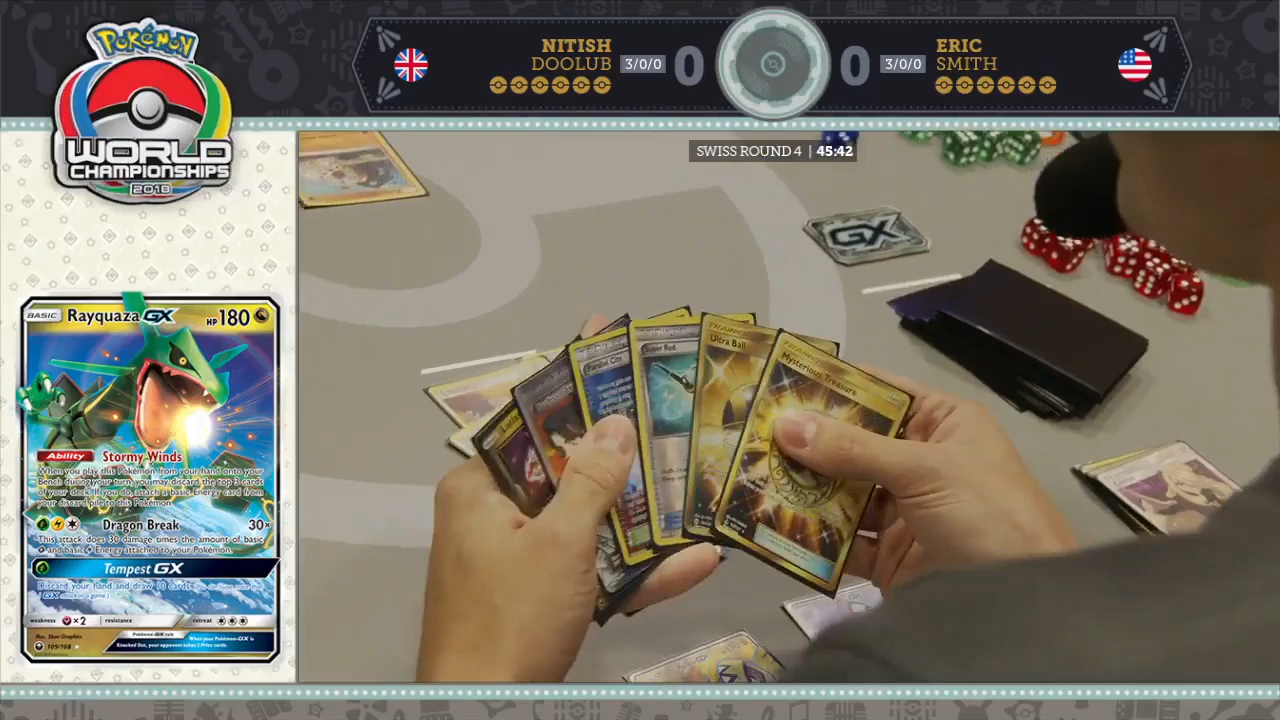 Pokémon
WORLD
CHAMPIONSHIPS
2018
NITISH
DOOLUB
3/0/0
0
0
3/0/0
ERIC
SMITH
SWISS ROUND 4 | 45:42
BASIC
Rayquaza GX
HP 180
Ability Stormy Winds
When you play this Pokémon from your hand onto your
Bench during your turn, you may discard the top 3 cards
of your deck. If you do, attach a basic Energy card from
your discard pile to this Pokémon.
Dragon Break 30×
This attack does 30 damage times the amount of basic
and basic Energy attached to your Pokémon.
Tempest GX
Discard your hand and draw 10 cards.
weakness ×2 resistance retreat
109/168
GX
TRAINER
Ultra Ball
TRAINER
Mysterious Treasure
Super Rod